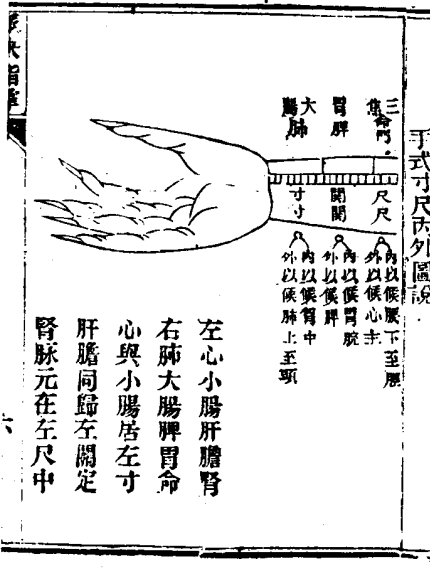 手式寸尺內外圖說
三焦命門
脾胃
大腸肺
尺尺
關關
寸寸
內以候腹下至腰
外以候心主
內以候胃脘
外以候脾
內以候胷中
外以候肺上至頸
左心小腸肝膽腎
右肺大腸脾胃命
心與小腸居左寸
肝膽同歸左關定
腎脉元在左尺中
六